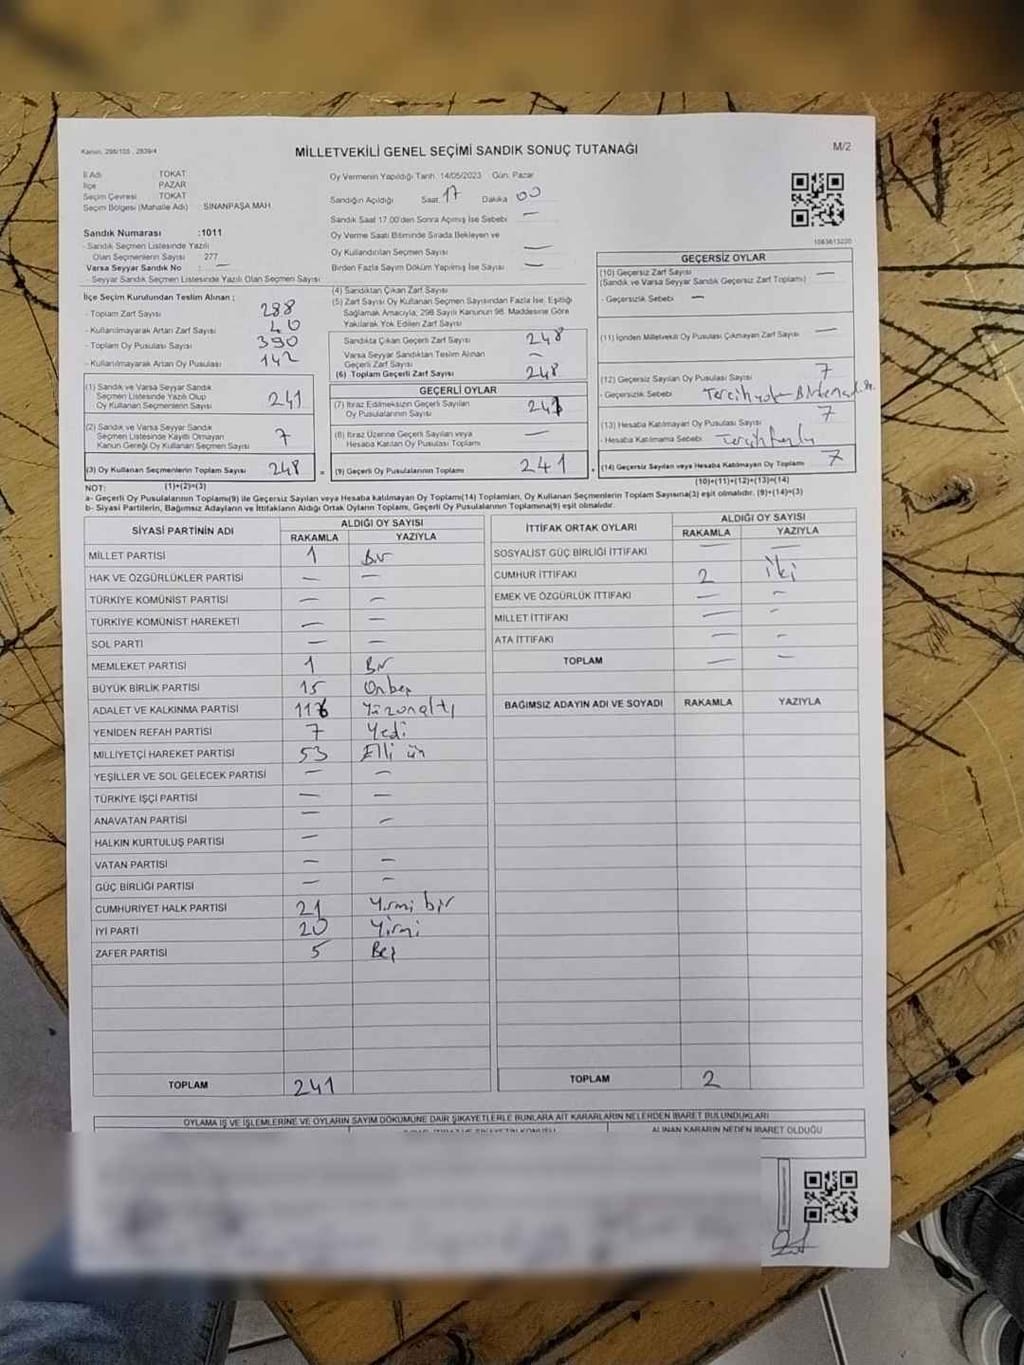 Kanun, 298/105 , 2839/4
MİLLETVEKİLİ GENEL SEÇİMİ SANDIK SONUÇ TUTANAĞI
M/2
İl Adı : TOKAT
İlçe : PAZAR
Seçim Çevresi : TOKAT
Seçim Bölgesi (Mahalle Adı) : SİNANPAŞA MAH.
Oy Vermenin Yapıldığı Tarih: 14/05/2023 Gün: Pazar
Sandığın Açıldığı Saat: 17 Dakika 00
Sandık Saat 17.00'den Sonra Açılmış İse Sebebi —
Oy Verme Saati Bitiminde Sırada Bekleyen ve
Oy Kullandırılan Seçmen Sayısı —
Birden Fazla Sayım Döküm Yapılmış İse Sayısı —
Sandık Numarası :1011
- Sandık Seçmen Listesinde Yazılı
Olan Seçmenlerin Sayısı 277
Varsa Seyyar Sandık No : —
- Seyyar Sandık Seçmen Listesinde Yazılı Olan Seçmen Sayısı
İlçe Seçim Kurulundan Teslim Alınan ;
- Toplam Zarf Sayısı 288
- Kullanılmayarak Artan Zarf Sayısı 40
- Toplam Oy Pusulası Sayısı 390
- Kullanılmayarak Artan Oy Pusulası 142
(1) Sandık ve Varsa Seyyar Sandık
Seçmen Listesinde Yazılı Olup
Oy Kullanan Seçmenlerin Sayısı 241
(2) Sandık ve Varsa Seyyar Sandık
Seçmen Listesinde Kayıtlı Olmayan
Kanun Gereği Oy Kullanan Seçmen Sayısı 7
(3) Oy Kullanan Seçmenlerin Toplam Sayısı 248 =
(1)+(2)=(3)
(4) Sandıktan Çıkan Zarf Sayısı
(5) Zarf Sayısı Oy Kullanan Seçmen Sayısından Fazla İse, Eşitliği
Sağlamak Amacıyla; 298 Sayılı Kanunun 98. Maddesine Göre
Yakılarak Yok Edilen Zarf Sayısı
Sandıkta Çıkan Geçerli Zarf Sayısı 248
Varsa Seyyar Sandıktan Teslim Alınan
Geçerli Zarf Sayısı —
(6) Toplam Geçerli Zarf Sayısı 248
GEÇERLİ OYLAR
(7) İtiraz Edilmeksizin Geçerli Sayılan
Oy Pusulalarının Sayısı 241
(8) İtiraz Üzerine Geçerli Sayılan veya
Hesaba Katılan Oy Pusulası Toplamı —
(9) Geçerli Oy Pusulalarının Toplamı 241
1063613220
GEÇERSİZ OYLAR
(10) Geçersiz Zarf Sayısı —
(Sandık ve Varsa Seyyar Sandık Geçersiz Zarf Toplamı)
- Geçersizlik Sebebi —
(11) İçinden Milletvekili Oy Pusulası Çıkmayan Zarf Sayısı —
(12) Geçersiz Sayılan Oy Pusulası Sayısı 7
- Geçersizlik Sebebi
(13) Hesaba Katılmayan Oy Pusulası Sayısı 7
- Hesaba Katılmama Sebebi
(14) Geçersiz Sayılan veya Hesaba Katılmayan Oy Toplamı 7
(10)+(11)+(12)+(13)=(14)
NOT:
a- Geçerli Oy Pusulalarının Toplamı(9) ile Geçersiz Sayılan veya Hesaba katılmayan Oy Toplamı(14) Toplamları, Oy Kullanan Seçmenlerin Toplam Sayısına(3) eşit olmalıdır. (9)+(14)=(3)
b- Siyasi Partilerin, Bağımsız Adayların ve İttifakların Aldığı Ortak Oyların Toplamı, Geçerli Oy Pusulalarının Toplamına(9) eşit olmalıdır.
SİYASİ PARTİNİN ADI ALDIĞI OY SAYISI
RAKAMLA YAZIYLA
MİLLET PARTİSİ 1 Bir
HAK VE ÖZGÜRLÜKLER PARTİSİ — —
TÜRKİYE KOMÜNİST PARTİSİ — —
TÜRKİYE KOMÜNİST HAREKETİ — —
SOL PARTİ — —
MEMLEKET PARTİSİ 1 Bir
BÜYÜK BİRLİK PARTİSİ 15 Onbeş
ADALET VE KALKINMA PARTİSİ 116 Yüzonaltı
YENİDEN REFAH PARTİSİ 7 Yedi
MİLLİYETÇİ HAREKET PARTİSİ 53 Elli üç
YEŞİLLER VE SOL GELECEK PARTİSİ — —
TÜRKİYE İŞÇİ PARTİSİ — —
ANAVATAN PARTİSİ — —
HALKIN KURTULUŞ PARTİSİ —
VATAN PARTİSİ — —
GÜÇ BİRLİĞİ PARTİSİ — —
CUMHURİYET HALK PARTİSİ 21 Yirmi bir
İYİ PARTİ 20 Yirmi
ZAFER PARTİSİ 5 Beş
TOPLAM 241
İTTİFAK ORTAK OYLARI ALDIĞI OY SAYISI
RAKAMLA YAZIYLA
SOSYALİST GÜÇ BİRLİĞİ İTTİFAKI — —
CUMHUR İTTİFAKI 2 iki
EMEK VE ÖZGÜRLÜK İTTİFAKI — —
MİLLET İTTİFAKI — —
ATA İTTİFAKI — —
TOPLAM — —
BAĞIMSIZ ADAYIN ADI VE SOYADI RAKAMLA YAZIYLA
TOPLAM 2
OYLAMA İŞ VE İŞLEMLERİNE VE OYLARIN SAYIM DÖKÜMÜNE DAİR ŞİKAYETLERLE BUNLARA AİT KARARLARIN NELERDEN İBARET BULUNDUKLARI
ALINAN KARARIN NEDEN İBARET OLDUĞU